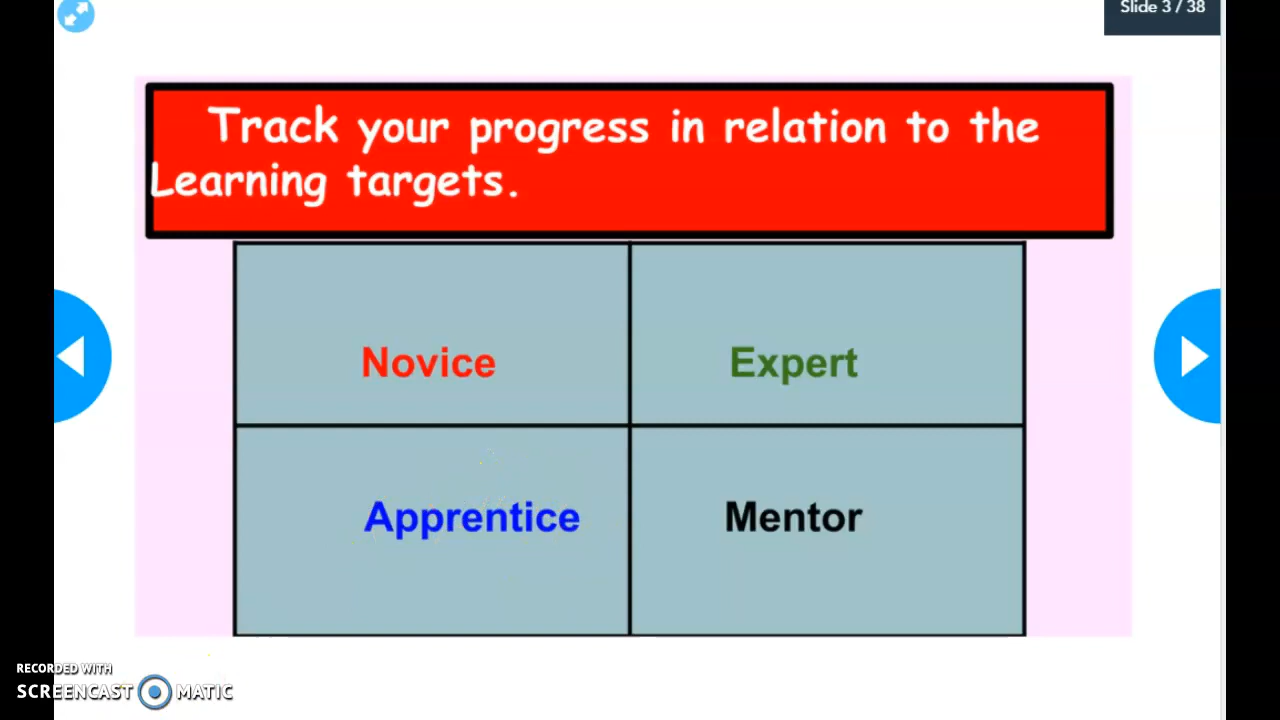 Slide 3 / 38
Track your progress in relation to the
Learning targets.
Novice Expert
Apprentice Mentor
RECORDED WITH
SCREENCAST MATIC